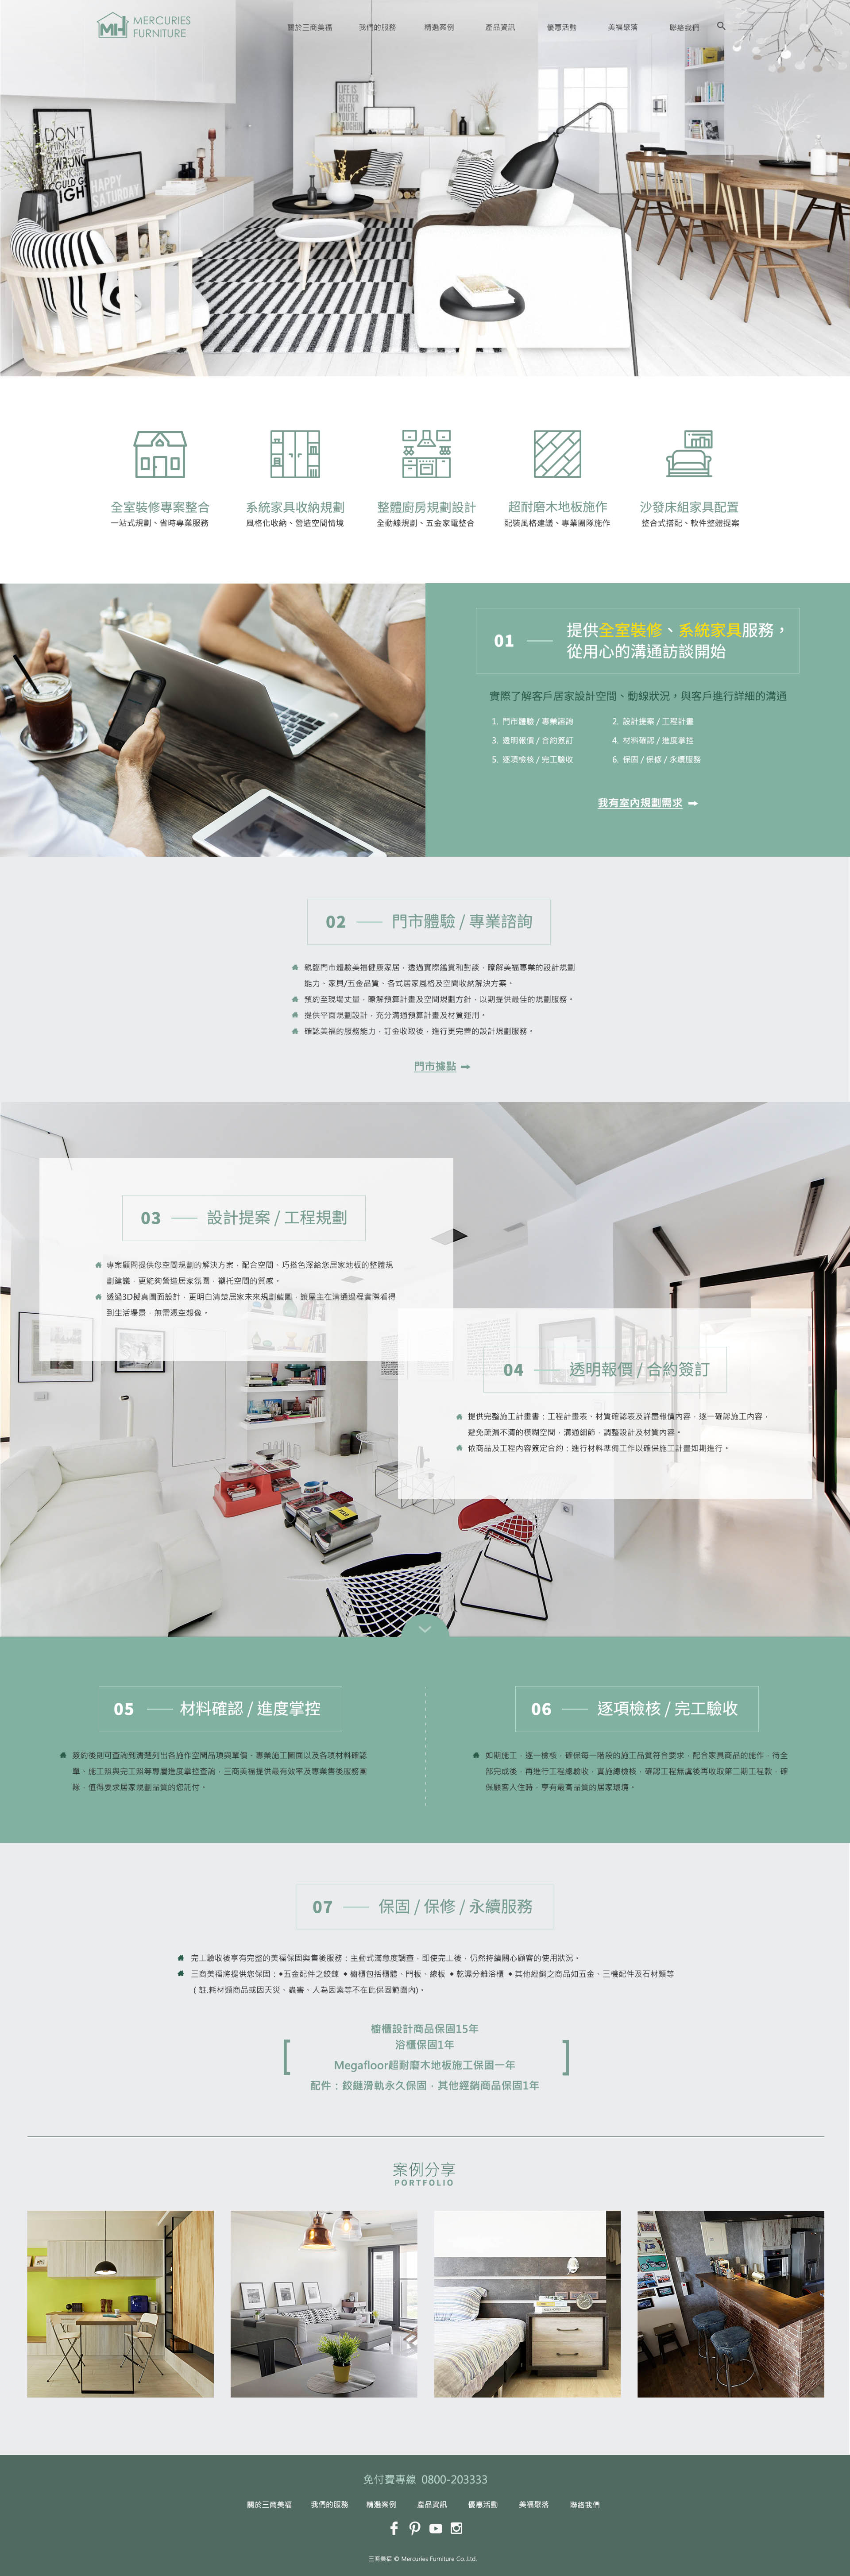 MH MERCURIES
FURNITURE
關於三商美福 我們的服務 精選案例 產品資訊 優惠活動 美福聚落 聯絡我們
LIFE IS
BETTER
WHEN
YOU'RE
DON'T
THINK
WRONG
HAPPY
SATURDAY
全室裝修專案整合
一站式規劃、省時專業服務
系統家具收納規劃
風格化收納、營造空間情境
整體廚房規劃設計
全動線規劃、五金家電整合
超耐磨木地板施作
配裝風格建議、專業團隊施作
沙發床組家具配置
整合式搭配、軟件整體提案
01 提供全室裝修、系統家具服務，
從用心的溝通訪談開始
實際了解客戶居家設計空間、動線狀況，與客戶進行詳細的溝通
1. 門市體驗 / 專業諮詢 2. 設計提案 / 工程計畫
3. 透明報價 / 合約簽訂 4. 材料確認 / 進度掌控
5. 逐項檢核 / 完工驗收 6. 保固 / 保修 / 永續服務
我有室內規劃需求
02 門市體驗 / 專業諮詢
親臨門市體驗美福健康家居，透過實際鑑賞和對談，瞭解美福專業的設計規劃
能力、家具/五金品質、各式居家風格及空間收納解決方案。
預約至現場丈量，瞭解預算計畫及空間規劃方針，以期提供最佳的規劃服務。
提供平面規劃設計，充分溝通預算計畫及材質運用。
確認美福的服務能力，訂金收取後，進行更完善的設計規劃服務。
門市據點
03 設計提案 / 工程規劃
專案顧問提供您空間規劃的解決方案，配合空間、巧搭色澤給您居家地板的整體規
劃建議，更能夠營造居家氛圍，襯托空間的質感。
透過3D擬真圖面設計，更明白清楚居家未來規劃藍圖，讓屋主在溝通過程實際看得
到生活場景，無需憑空想像。
04 透明報價 / 合約簽訂
提供完整施工計畫書：工程計畫表、材質確認表及詳盡報價內容，逐一確認施工內容，
避免疏漏不清的模糊空間，溝通細節，調整設計及材質內容。
依商品及工程內容簽定合約：進行材料準備工作以確保施工計畫如期進行。
05 材料確認 / 進度掌控
簽約後則可查詢到清楚列出各施作空間品項與單價、專業施工圖面以及各項材料確認
單、施工照與完工照等專屬進度掌控查詢，三商美福提供最有效率及專業售後服務團
隊，值得要求居家規劃品質的您託付。
06 逐項檢核 / 完工驗收
如期施工，逐一檢核，確保每一階段的施工品質符合要求，配合家具商品的施作，待全
部完成後，再進行工程總驗收，實施總檢核，確認工程無虞後再收取第二期工程款，確
保顧客入住時，享有最高品質的居家環境。
07 保固 / 保修 / 永續服務
完工驗收後享有完整的美福保固與售後服務：主動式滿意度調查，即使完工後，仍然持續關心顧客的使用狀況。
三商美福將提供您保固：◆五金配件之鉸鍊 ◆櫥櫃包括櫃體、門板、線板 ◆乾濕分離浴櫃 ◆其他經銷之商品如五金、三機配件及石材類等
（註.耗材類商品或因天災、蟲害、人為因素等不在此保固範圍內)。
櫥櫃設計商品保固15年
浴櫃保固1年
Megafloor超耐磨木地板施工保固一年
配件：鉸鏈滑軌永久保固，其他經銷商品保固1年
案例分享
PORTFOLIO
免付費專線 0800-203333
關於三商美福 我們的服務 精選案例 產品資訊 優惠活動 美福聚落 聯絡我們
三商美福 © Mercuries Furniture Co.,Ltd.